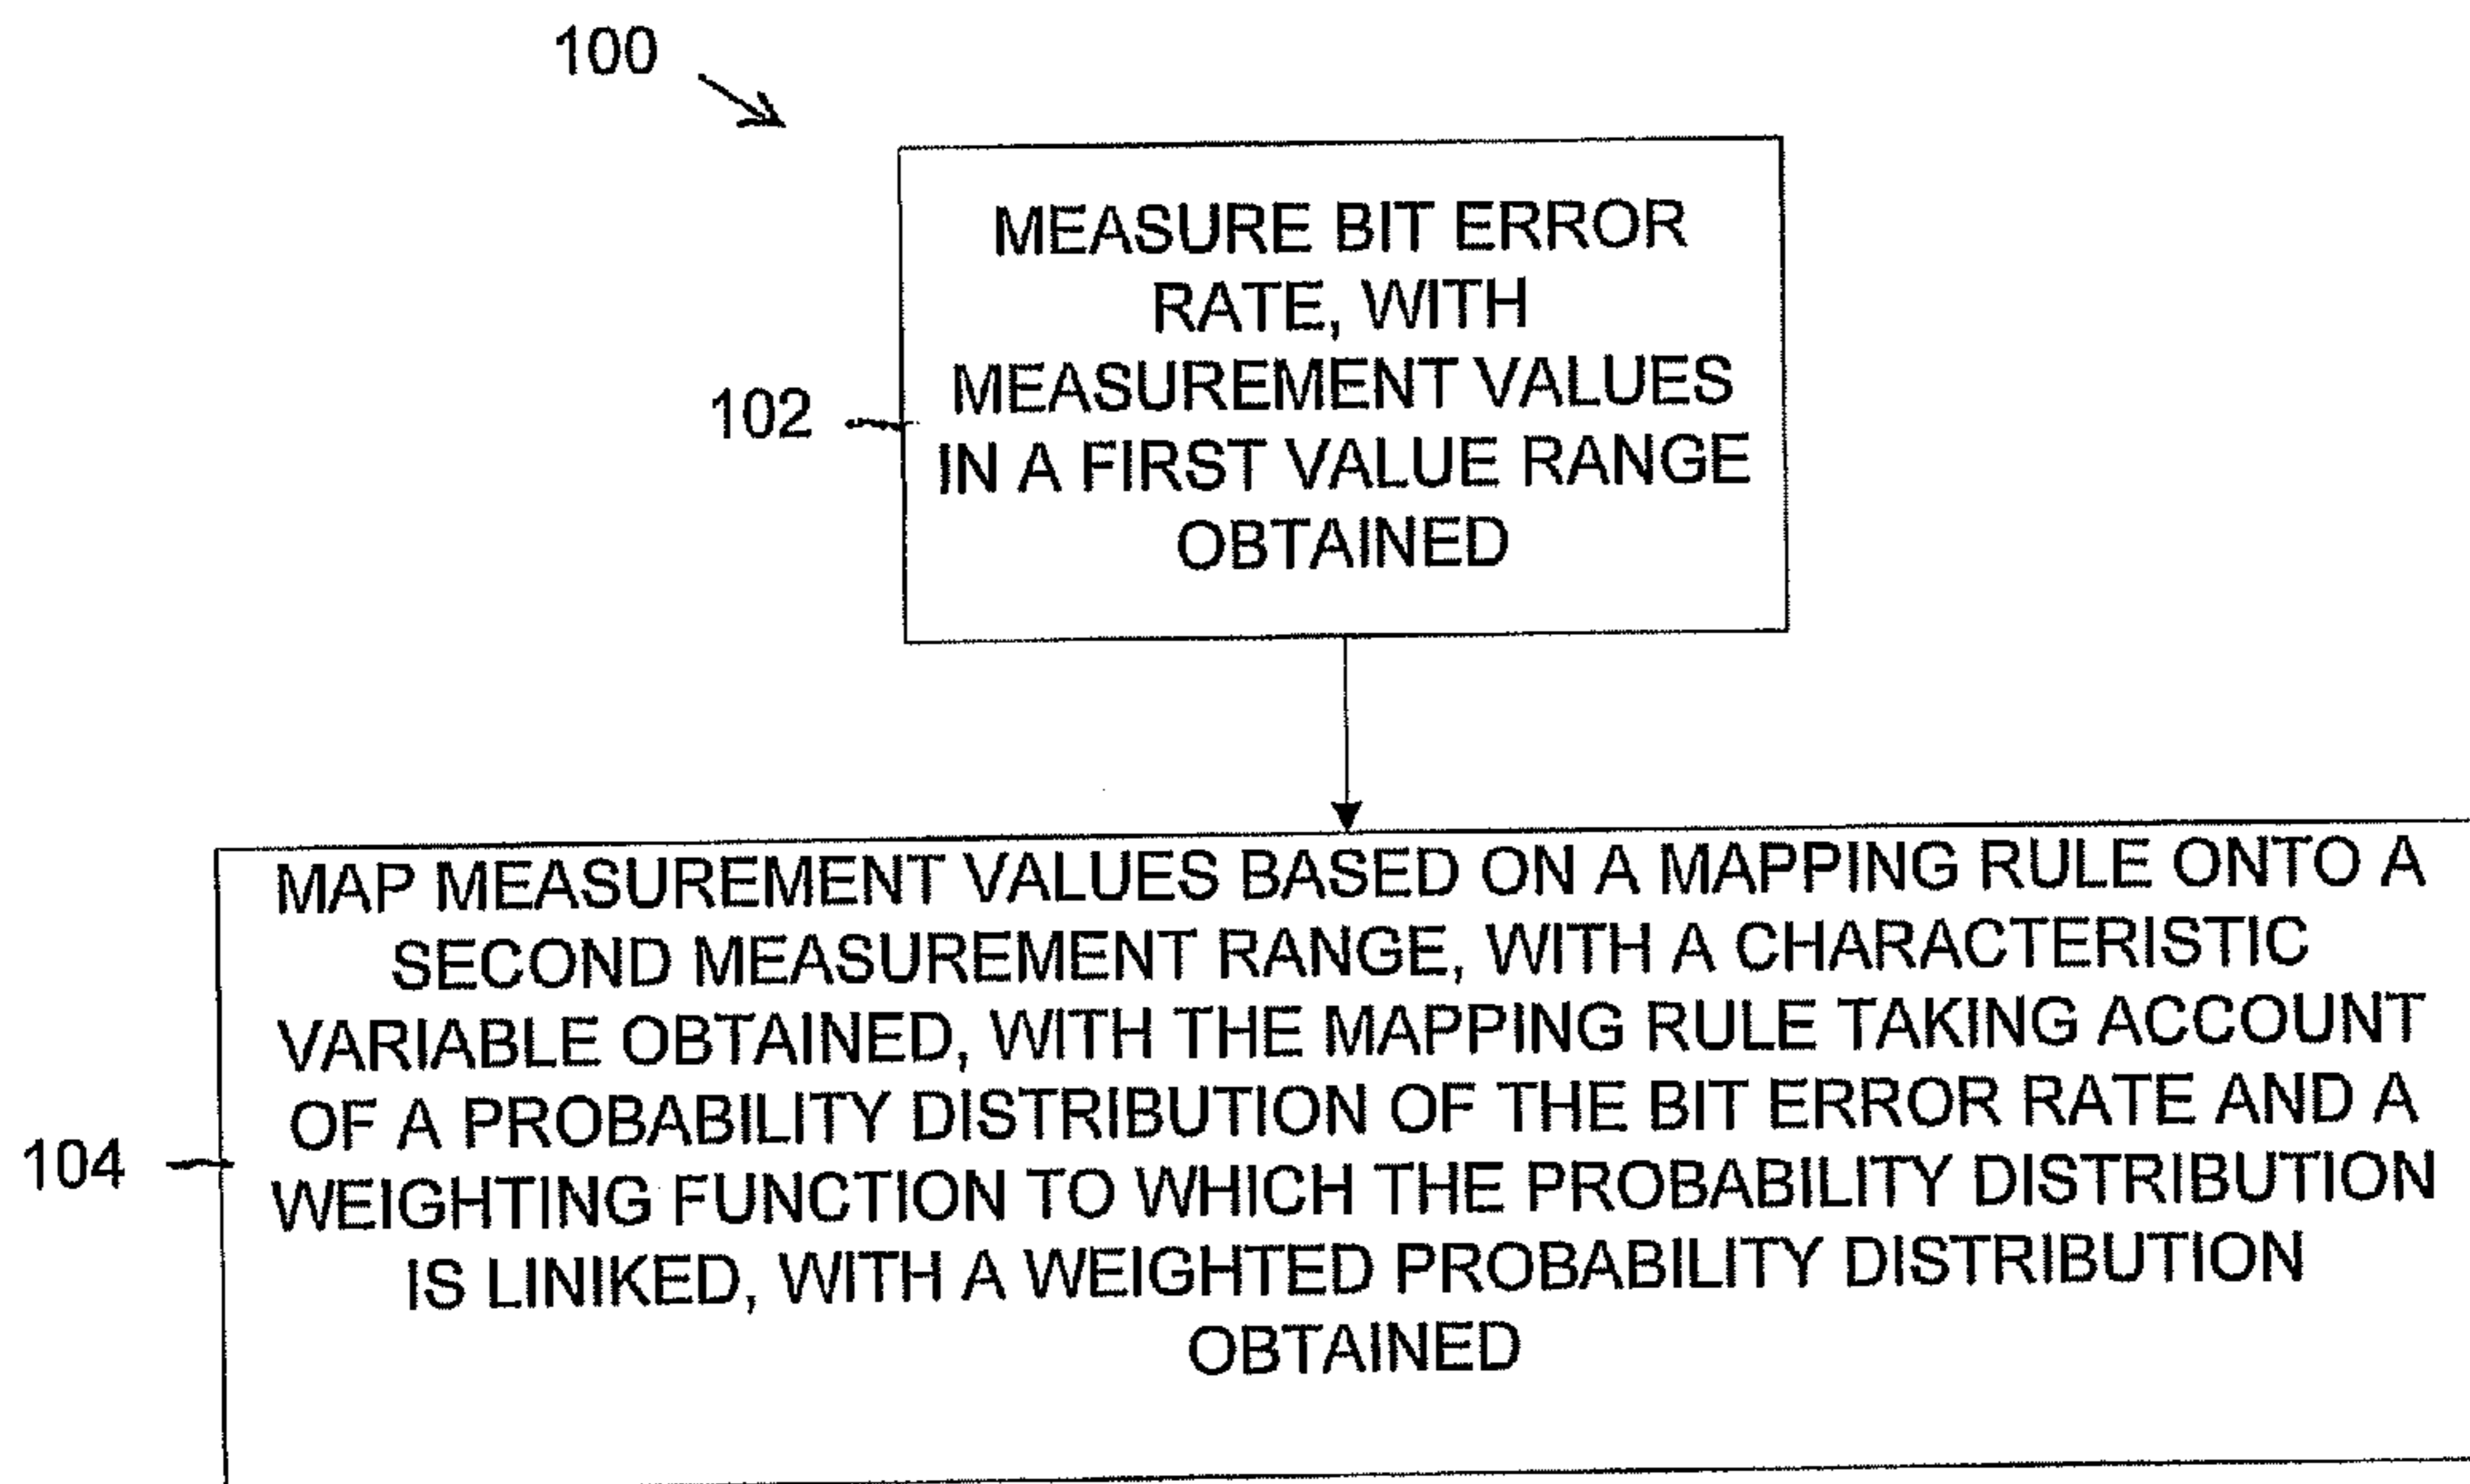 100
MEASURE BIT ERROR
RATE, WITH
MEASUREMENT VALUES
IN A FIRST VALUE RANGE
OBTAINED
102
MAP MEASUREMENT VALUES BASED ON A MAPPING RULE ONTO A
SECOND MEASUREMENT RANGE, WITH A CHARACTERISTIC
VARIABLE OBTAINED, WITH THE MAPPING RULE TAKING ACCOUNT
OF A PROBABILITY DISTRIBUTION OF THE BIT ERROR RATE AND A
WEIGHTING FUNCTION TO WHICH THE PROBABILITY DISTRIBUTION
IS LINIKED, WITH A WEIGHTED PROBABILITY DISTRIBUTION
OBTAINED
104